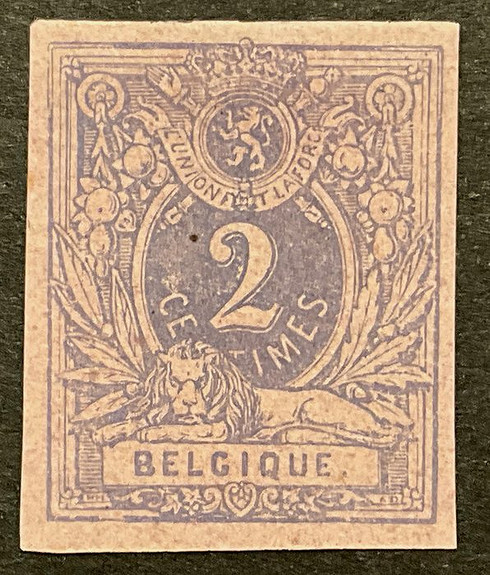 L'UNION FAIT LA FORCE
2
CENTIMES
BELGIQUE